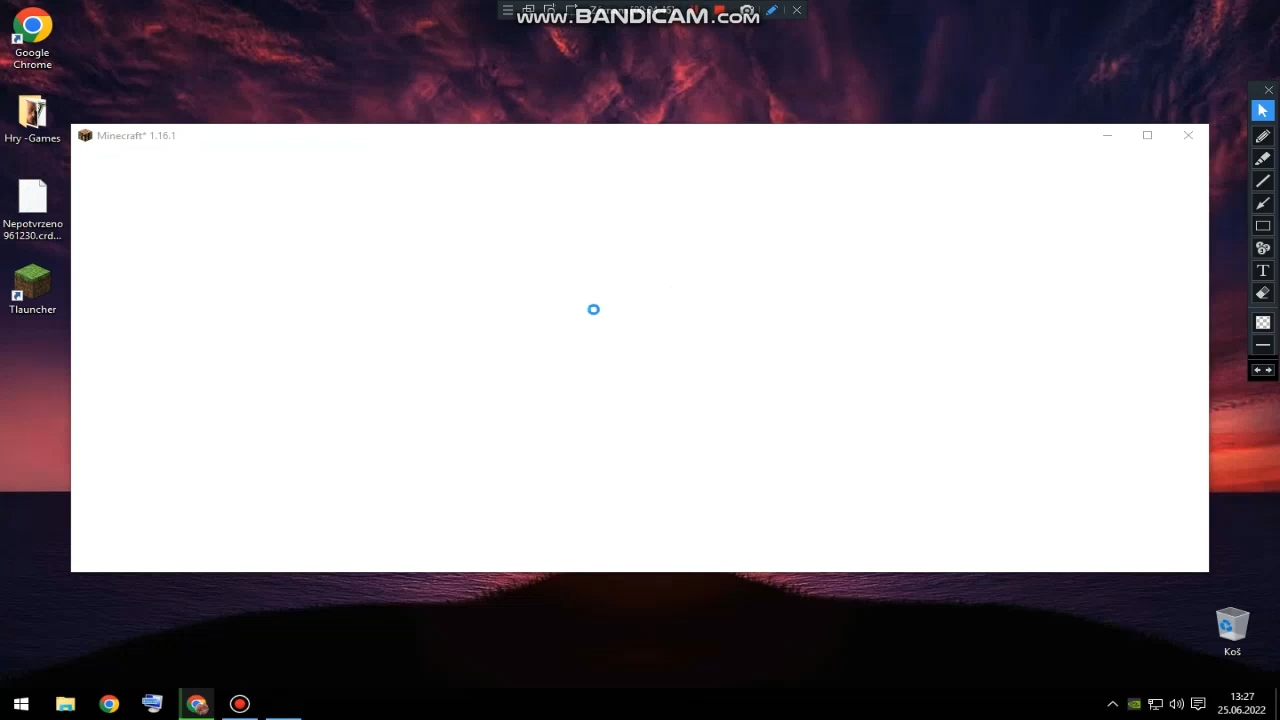 www.BANDICAM.com
Google
Chrome
Hry -Games
Nepotvrzeno
961230.crd...
Tlauncher
Minecraft* 1.16.1
T
Koš
13:27
25.06.2022